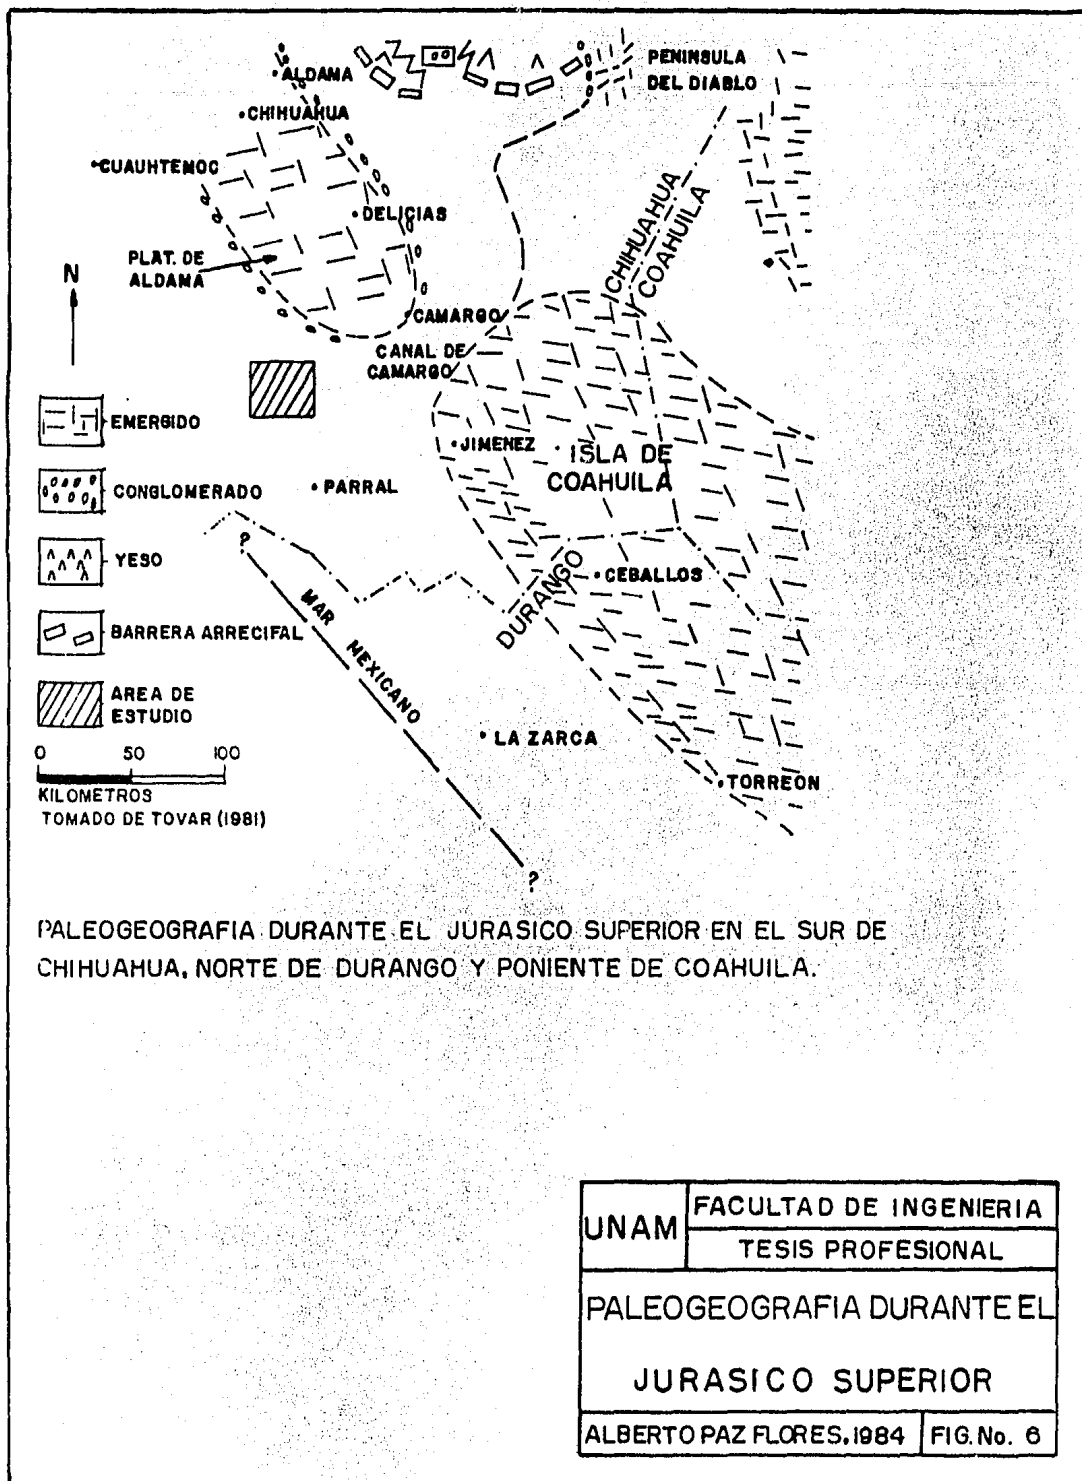 ALDAMA
PENINSULA
DEL DIABLO
CHIHUAHUA
CUAUHTEMOC
DELICIAS
CHIHUAHUA
COAHUILA
PLAT. DE
ALDAMA
N
CAMARGO
CANAL DE
CAMARGO
EMERGIDO
JIMENEZ
ISLA DE
COAHUILA
CONGLOMERADO
PARRAL
?
YESO
CEBALLOS
DURANGO
MAR MEXICANO
BARRERA ARRECIFAL
AREA DE
ESTUDIO
LA ZARCA
0 50 100
KILOMETROS
TORREON
TOMADO DE TOVAR (1981)
?
PALEOGEOGRAFIA DURANTE EL JURASICO SUPERIOR EN EL SUR DE
CHIHUAHUA, NORTE DE DURANGO Y PONIENTE DE COAHUILA.
UNAM
FACULTAD DE INGENIERIA
TESIS PROFESIONAL
PALEOGEOGRAFIA DURANTE EL
JURASICO SUPERIOR
ALBERTO PAZ FLORES, 1984
FIG. No. 6